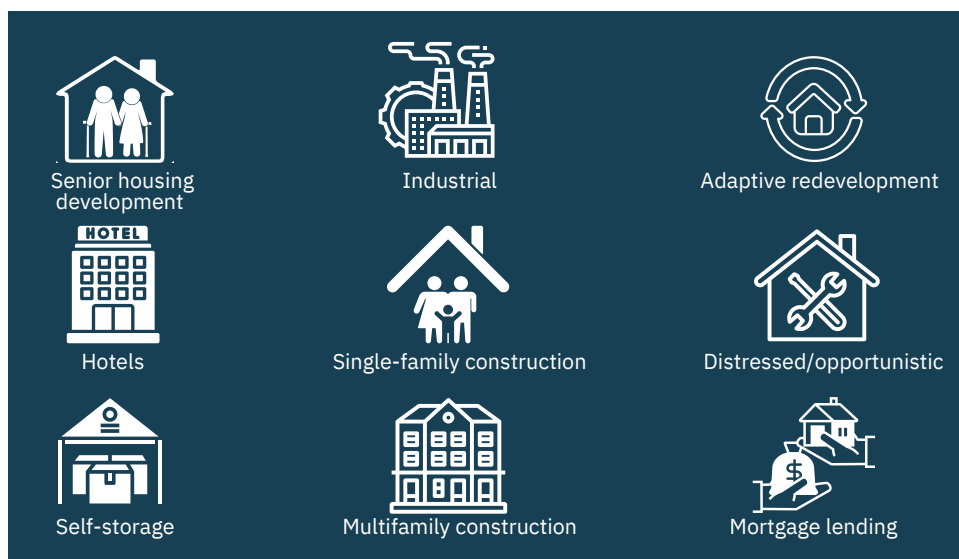 Senior housing
development
Industrial
Adaptive redevelopment
HOTEL
Hotels
Single-family construction
Distressed/opportunistic
Self-storage
Multifamily construction
$
Mortgage lending